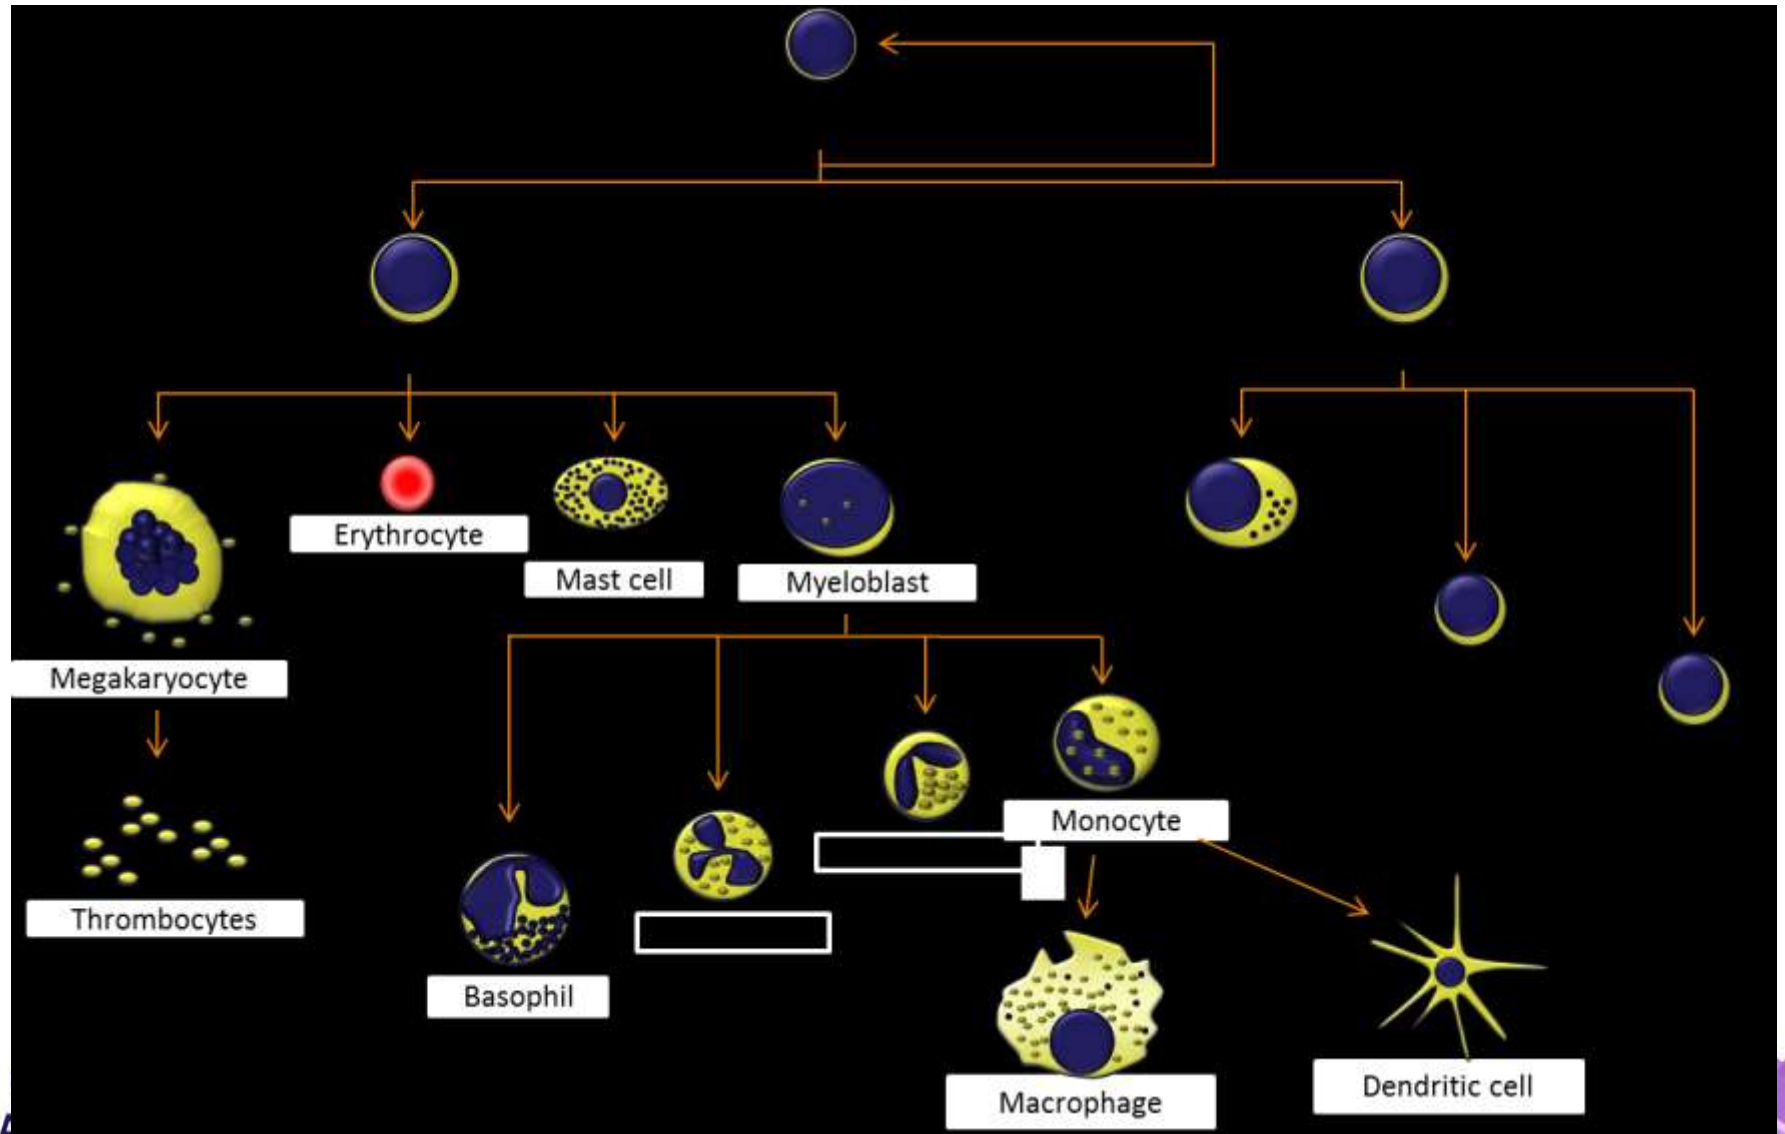 Erythrocyte
Mast cell
Myeloblast
Megakaryocyte
Monocyte
Thrombocytes
Basophil
Dendritic cell
Macrophage